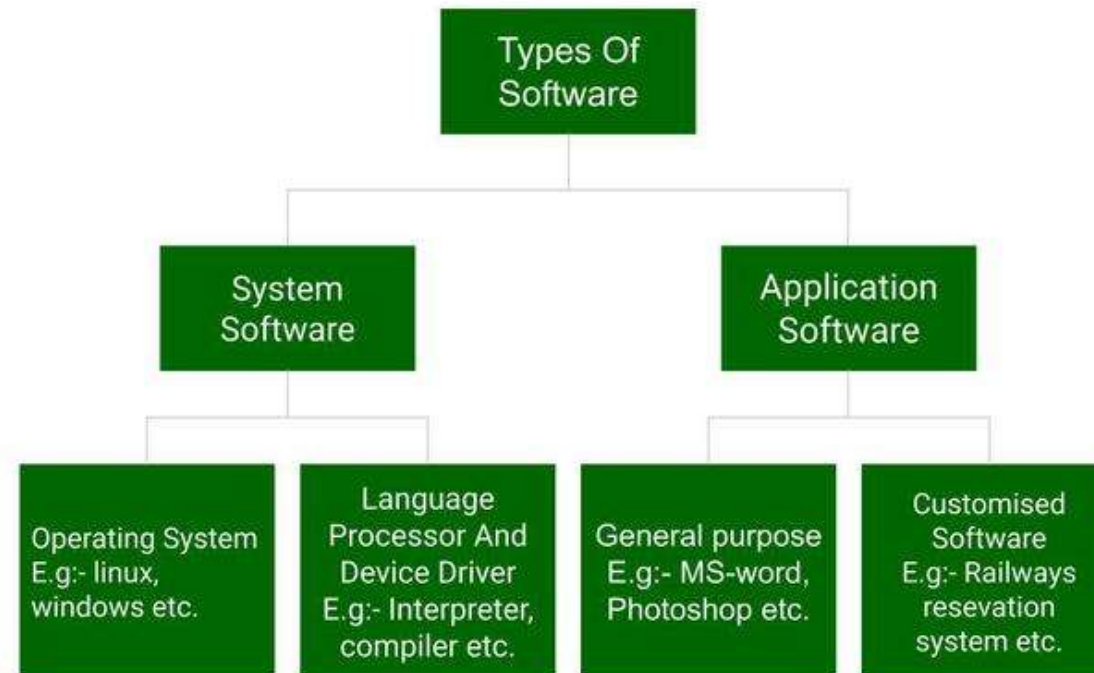 Types Of
Software
System
Software
Application
Software
Operating System
E.g:- linux,
windows etc.
Language
Processor And
Device Driver
E.g:- Interpreter,
compiler etc.
General purpose
E.g:- MS-word,
Photoshop etc.
Customised
Software
E.g:- Railways
resevation
system etc.